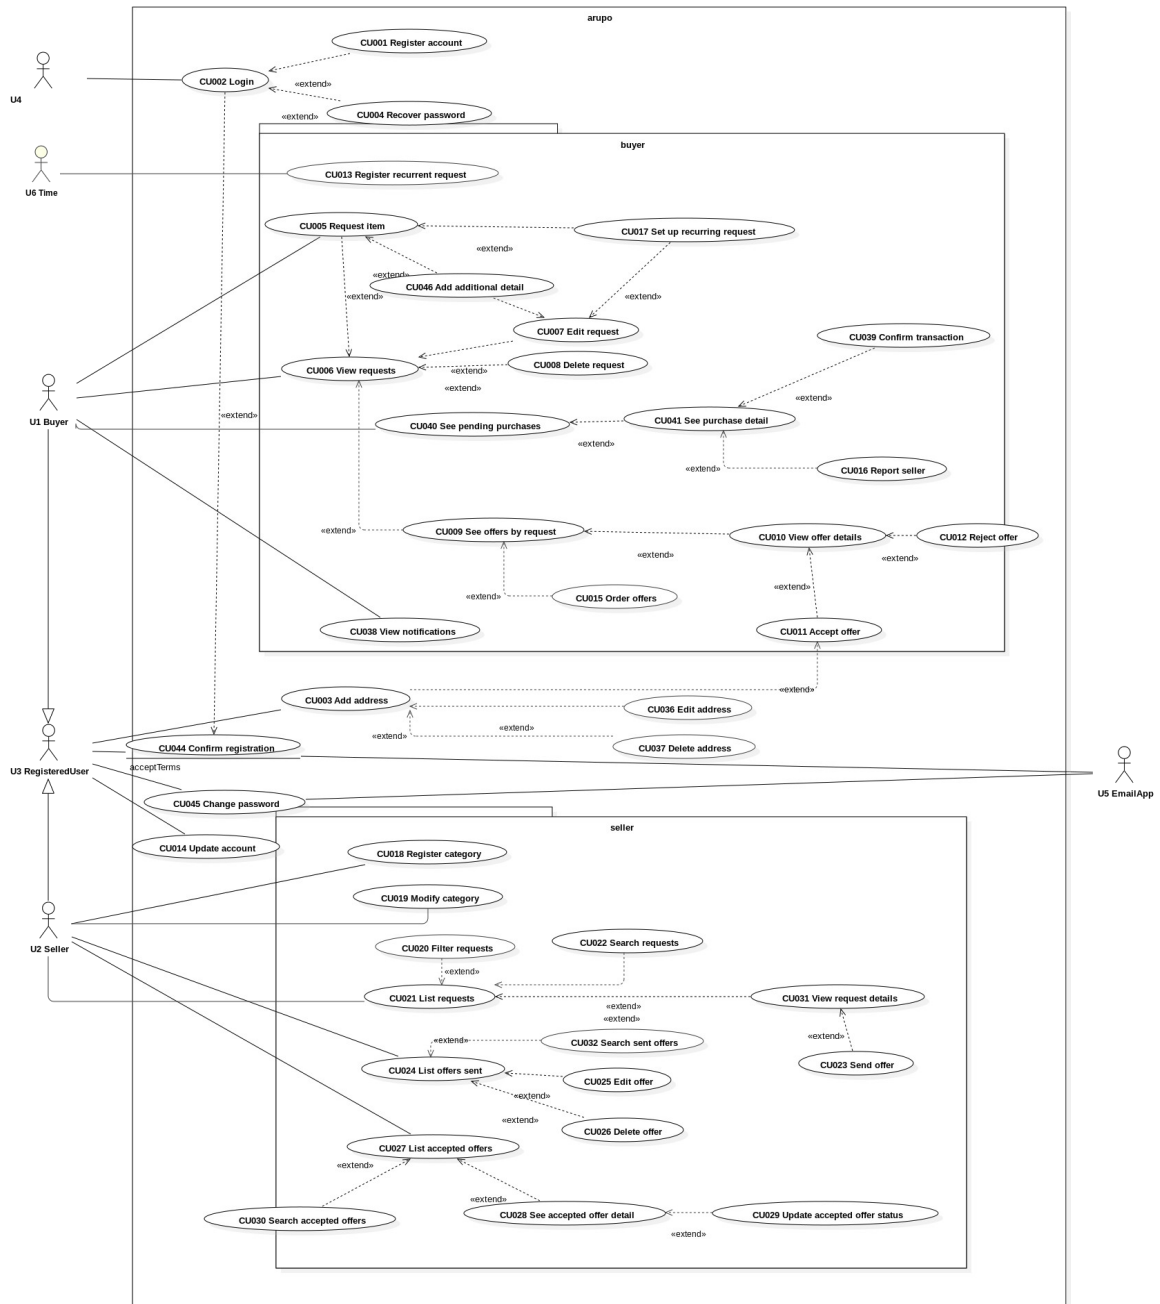 arupo
CU001 Register account
CU002 Login
«extend»
U4
CU004 Recover password
«extend»
buyer
CU013 Register recurrent request
U6 Time
CU005 Request item
CU017 Set up recurring request
«extend»
«extend»
CU046 Add additional detail
«extend»
«extend»
CU007 Edit request
CU039 Confirm transaction
CU008 Delete request
CU006 View requests
«extend»
«extend»
«extend»
«extend»
U1 Buyer
CU040 See pending purchases
CU041 See purchase detail
«extend»
«extend»
CU016 Report seller
«extend»
CU009 See offers by request
CU010 View offer details
CU012 Reject offer
«extend»
«extend»
«extend»
«extend»
CU015 Order offers
CU038 View notifications
CU011 Accept offer
«extend»
CU003 Add address
CU036 Edit address
«extend»
«extend»
CU044 Confirm registration
CU037 Delete address
acceptTerms
U3 RegisteredUser
U5 EmailApp
CU045 Change password
seller
CU014 Update account
CU018 Register category
CU019 Modify category
CU020 Filter requests
CU022 Search requests
U2 Seller
«extend»
CU021 List requests
CU031 View request details
«extend»
«extend»
«extend»
«extend»
CU032 Search sent offers
CU023 Send offer
CU024 List offers sent
CU025 Edit offer
«extend»
«extend»
CU026 Delete offer
CU027 List accepted offers
«extend»
«extend»
CU028 See accepted offer detail
CU029 Update accepted offer status
CU030 Search accepted offers
«extend»